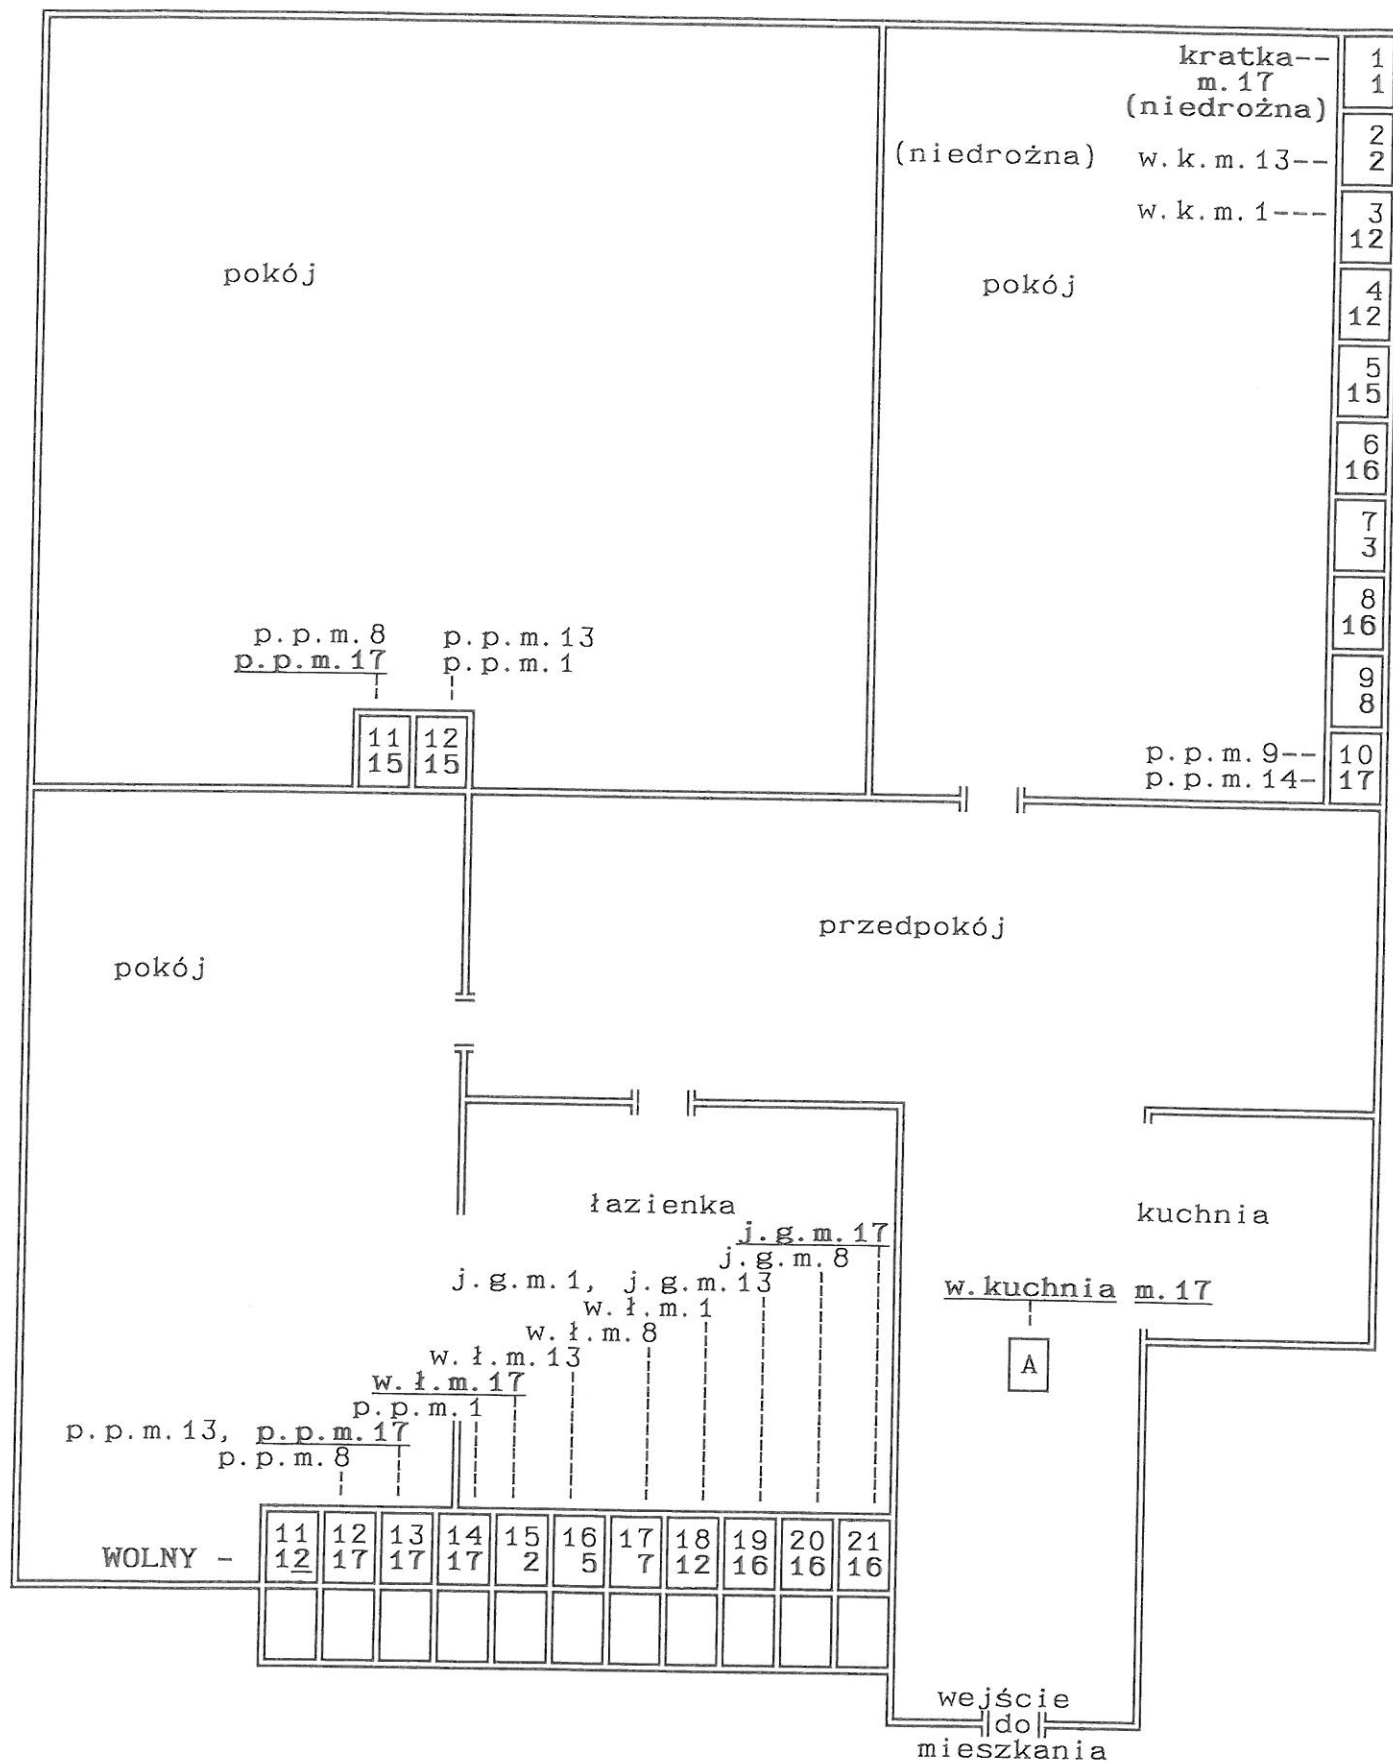 kratka-- 1
m.17 1
(niedrożna)
2
(niedrożna) w.k.m.13-- 2
w.k.m.1--- 3
12
pokój
pokój
4
12
5
15
6
16
7
3
8
16
9
8
p.p.m.8 p.p.m.13
p.p.m.17 p.p.m.1
11 12
15 15
p.p.m.9-- 10
p.p.m.14- 17
przedpokój
pokój
łazienka
kuchnia
j.g.m.17
j.g.m.8
j.g.m.1, j.g.m.13
w.kuchnia m.17
w.ł.m.1
w.ł.m.8
w.ł.m.13
A
w.ł.m.17
p.p.m.1
p.p.m.13, p.p.m.17
p.p.m.8
11 12 13 14 15 16 17 18 19 20 21
WOLNY - 12 17 17 17 2 5 7 12 16 16 16
wejście
do
mieszkania